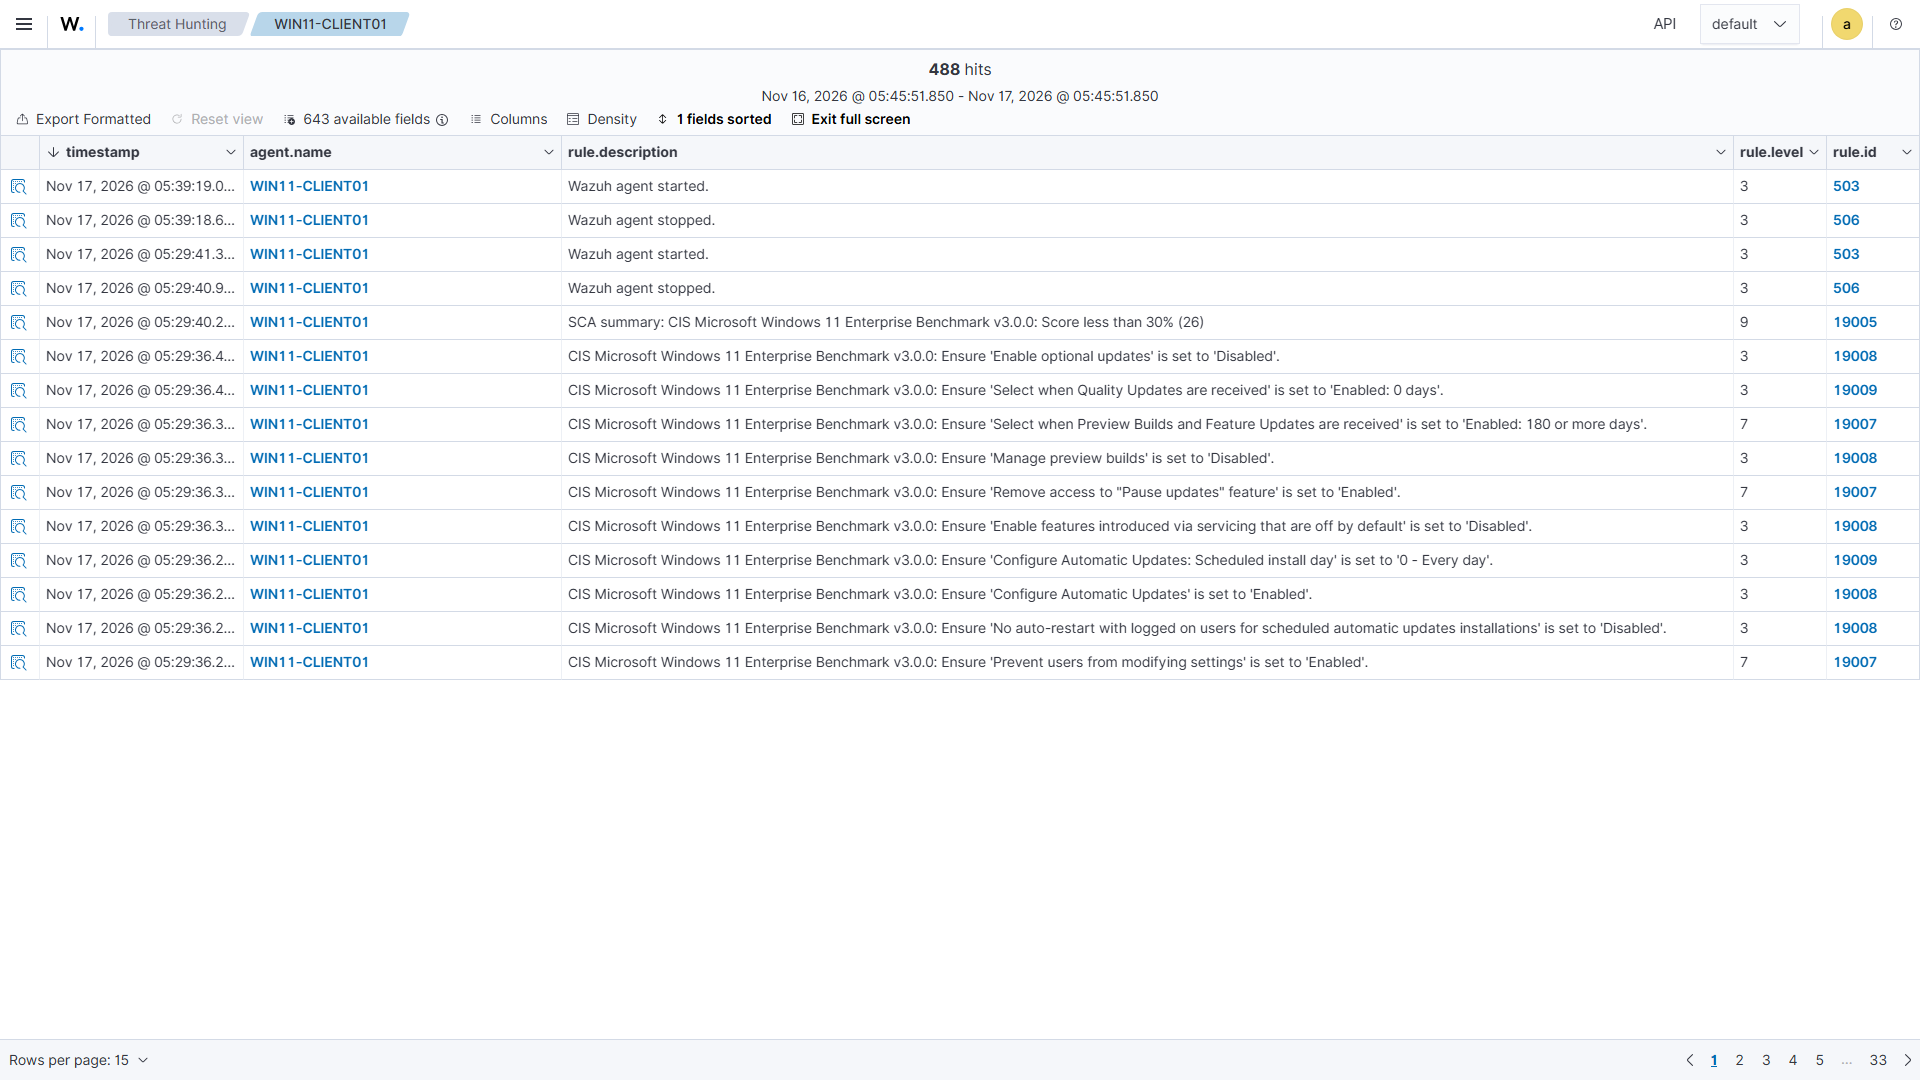 W. Threat Hunting WIN11-CLIENT01 API default a
488 hits
Nov 16, 2026 @ 05:45:51.850 - Nov 17, 2026 @ 05:45:51.850
Export Formatted Reset view 643 available fields Columns Density 1 fields sorted Exit full screen
timestamp agent.name rule.description rule.level rule.id
Nov 17, 2026 @ 05:39:19.0... WIN11-CLIENT01 Wazuh agent started. 3 503
Nov 17, 2026 @ 05:39:18.6... WIN11-CLIENT01 Wazuh agent stopped. 3 506
Nov 17, 2026 @ 05:29:41.3... WIN11-CLIENT01 Wazuh agent started. 3 503
Nov 17, 2026 @ 05:29:40.9... WIN11-CLIENT01 Wazuh agent stopped. 3 506
Nov 17, 2026 @ 05:29:40.2... WIN11-CLIENT01 SCA summary: CIS Microsoft Windows 11 Enterprise Benchmark v3.0.0: Score less than 30% (26) 9 19005
Nov 17, 2026 @ 05:29:36.4... WIN11-CLIENT01 CIS Microsoft Windows 11 Enterprise Benchmark v3.0.0: Ensure 'Enable optional updates' is set to 'Disabled'. 3 19008
Nov 17, 2026 @ 05:29:36.4... WIN11-CLIENT01 CIS Microsoft Windows 11 Enterprise Benchmark v3.0.0: Ensure 'Select when Quality Updates are received' is set to 'Enabled: 0 days'. 3 19009
Nov 17, 2026 @ 05:29:36.3... WIN11-CLIENT01 CIS Microsoft Windows 11 Enterprise Benchmark v3.0.0: Ensure 'Select when Preview Builds and Feature Updates are received' is set to 'Enabled: 180 or more days'. 7 19007
Nov 17, 2026 @ 05:29:36.3... WIN11-CLIENT01 CIS Microsoft Windows 11 Enterprise Benchmark v3.0.0: Ensure 'Manage preview builds' is set to 'Disabled'. 3 19008
Nov 17, 2026 @ 05:29:36.3... WIN11-CLIENT01 CIS Microsoft Windows 11 Enterprise Benchmark v3.0.0: Ensure 'Remove access to "Pause updates" feature' is set to 'Enabled'. 7 19007
Nov 17, 2026 @ 05:29:36.3... WIN11-CLIENT01 CIS Microsoft Windows 11 Enterprise Benchmark v3.0.0: Ensure 'Enable features introduced via servicing that are off by default' is set to 'Disabled'. 3 19008
Nov 17, 2026 @ 05:29:36.2... WIN11-CLIENT01 CIS Microsoft Windows 11 Enterprise Benchmark v3.0.0: Ensure 'Configure Automatic Updates: Scheduled install day' is set to '0 - Every day'. 3 19009
Nov 17, 2026 @ 05:29:36.2... WIN11-CLIENT01 CIS Microsoft Windows 11 Enterprise Benchmark v3.0.0: Ensure 'Configure Automatic Updates' is set to 'Enabled'. 3 19008
Nov 17, 2026 @ 05:29:36.2... WIN11-CLIENT01 CIS Microsoft Windows 11 Enterprise Benchmark v3.0.0: Ensure 'No auto-restart with logged on users for scheduled automatic updates installations' is set to 'Disabled'. 3 19008
Nov 17, 2026 @ 05:29:36.2... WIN11-CLIENT01 CIS Microsoft Windows 11 Enterprise Benchmark v3.0.0: Ensure 'Prevent users from modifying settings' is set to 'Enabled'. 7 19007
Rows per page: 15 1 2 3 4 5 ... 33